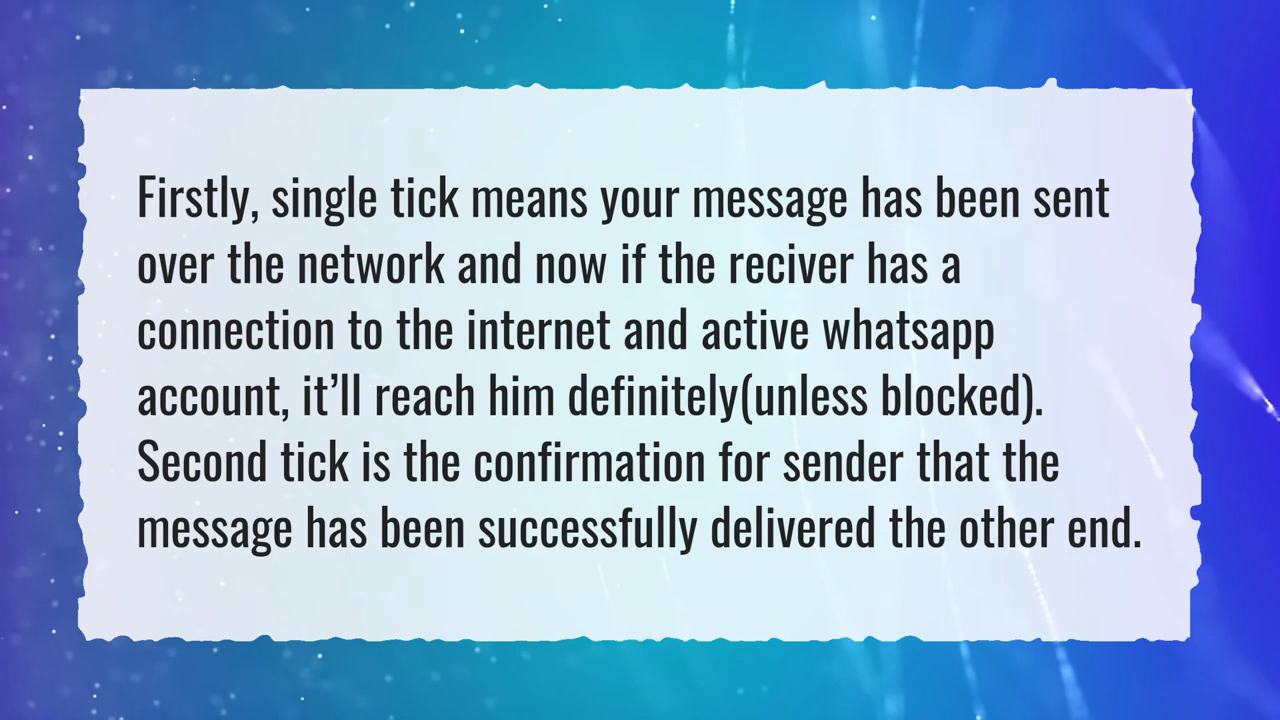 Firstly, single tick means your message has been sent
over the network and now if the reciver has a
connection to the internet and active whatsapp
account, it’ll reach him definitely(unless blocked).
Second tick is the confirmation for sender that the
message has been successfully delivered the other end.